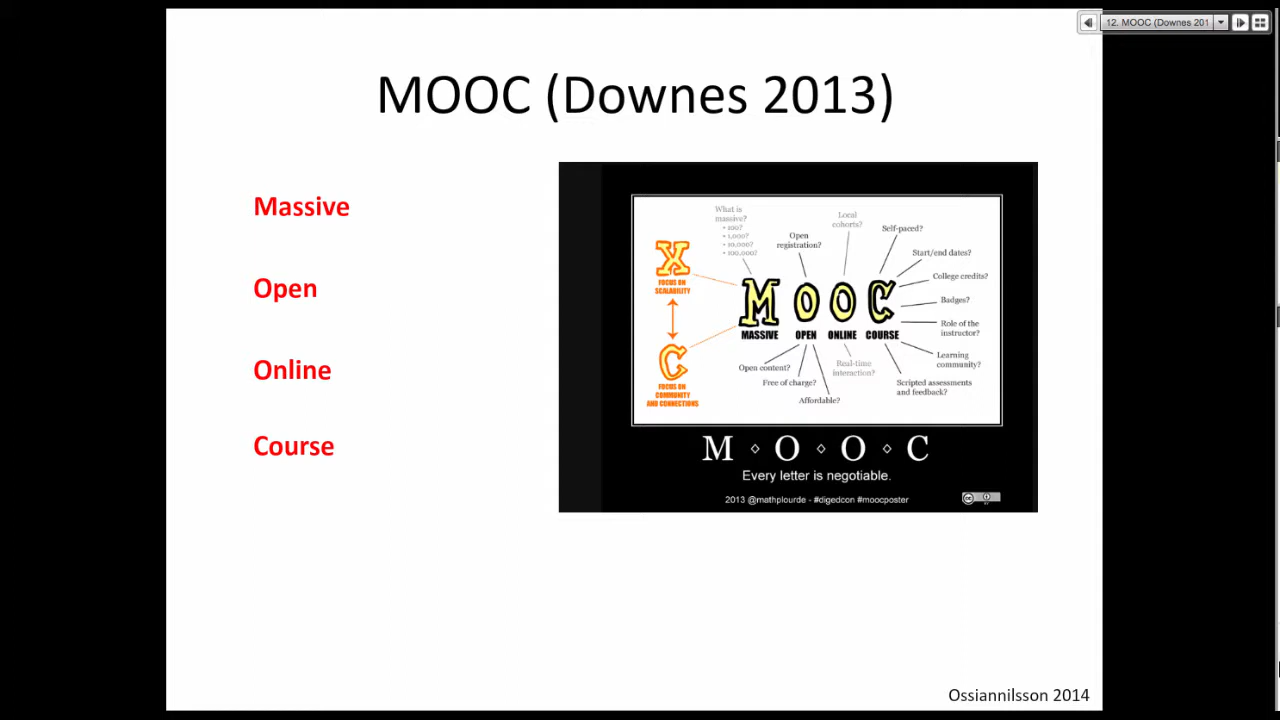 12. MOOC (Downes 201
MOOC (Downes 2013)
Massive
Open
Online
Course
What is
massive?
• 100?
• 1,000?
• 10,000?
• 100,000?
Open
registration?
Local
cohorts?
Self-paced?
Start/end dates?
College credits?
Badges?
Role of the
instructor?
Learning
community?
Scripted assessments
and feedback?
X
FOCUS ON
SCALABILITY
C
FOCUS ON
COMMUNITY
AND CONNECTIONS
MOOC
MASSIVE OPEN ONLINE COURSE
Open content?
Free of charge?
Affordable?
Real-time
interaction?
M ◇ O ◇ O ◇ C
Every letter is negotiable.
2013 @mathplourde - #digedcon #moocposter
cc
Ossiannilsson 2014